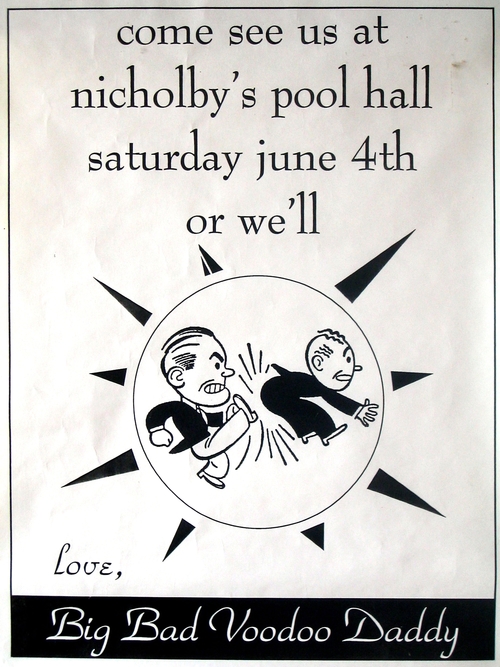 come see us at
nicholby's pool hall
saturday june 4th
or we'll
love,
Big Bad Voodoo Daddy